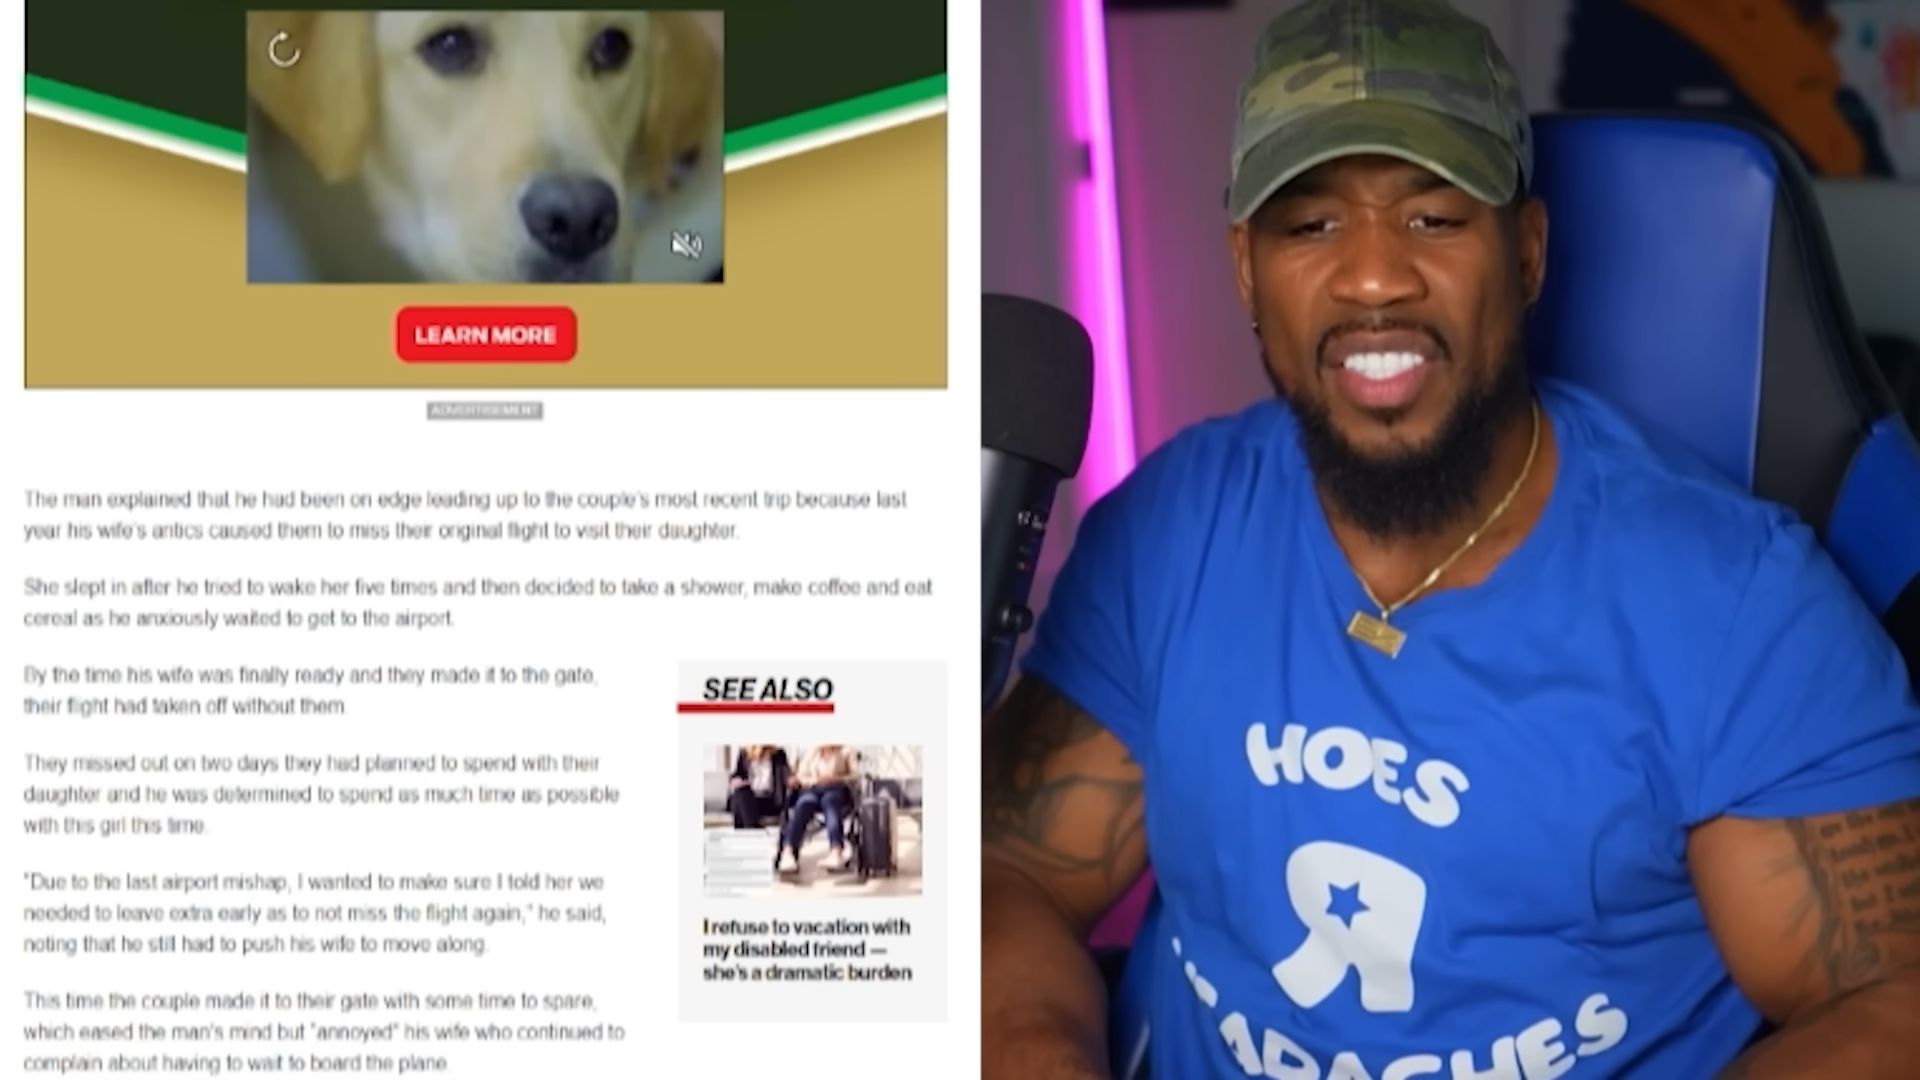 LEARN MORE
ADVERTISEMENT
The man explained that he had been on edge leading up to the couple's most recent trip because last
year his wife's antics caused them to miss their original flight to visit their daughter.
She slept in after he tried to wake her five times and then decided to take a shower, make coffee and eat
cereal as he anxiously waited to get to the airport.
By the time his wife was finally ready and they made it to the gate,
their flight had taken off without them.
They missed out on two days they had planned to spend with their
daughter and he was determined to spend as much time as possible
with this girl this time.
"Due to the last airport mishap, I wanted to make sure I told her we
needed to leave extra early as to not miss the flight again," he said,
noting that he still had to push his wife to move along.
This time the couple made it to their gate with some time to spare,
which eased the man's mind but "annoyed" his wife who continued to
complain about having to wait to board the plane.
SEE ALSO
I refuse to vacation with
my disabled friend —
she's a dramatic burden
HOES
R
ADACHES